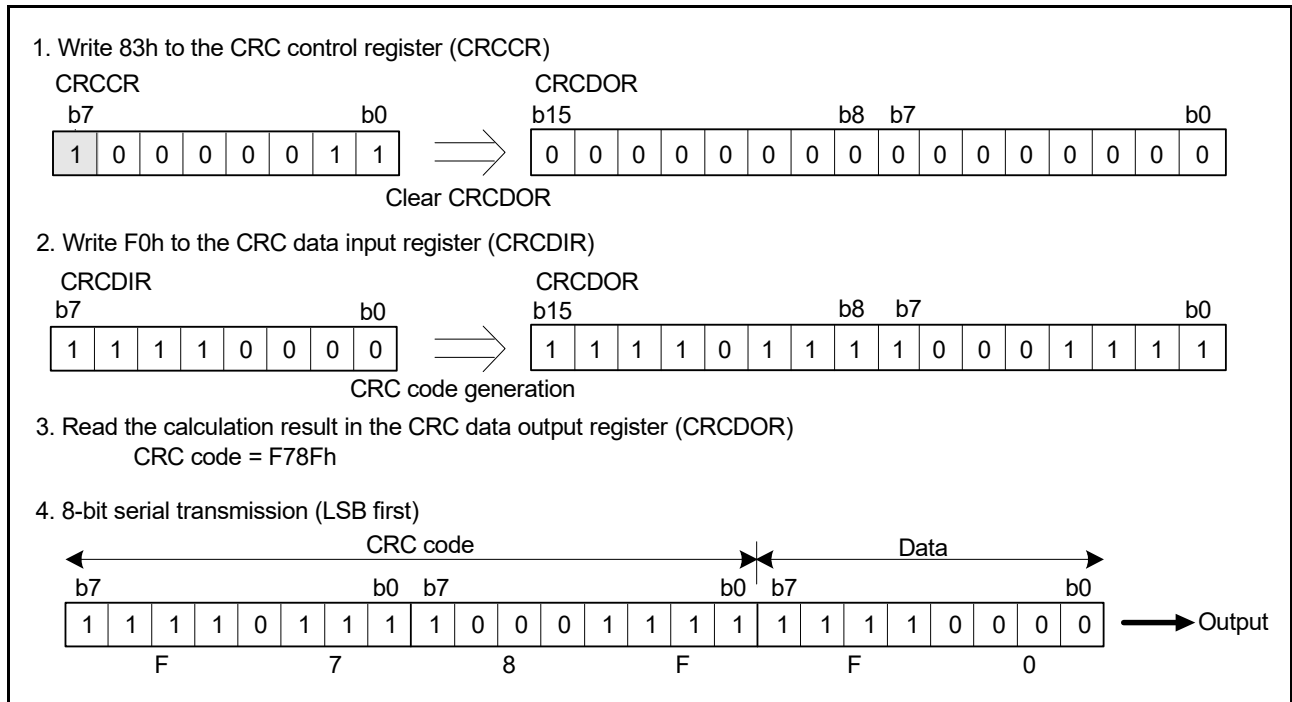 1. Write 83h to the CRC control register (CRCCR)
CRCCR CRCDOR
b7 b0 b15 b8 b7 b0
1 0 0 0 0 0 1 1 0 0 0 0 0 0 0 0 0 0 0 0 0 0 0 0
Clear CRCDOR
2. Write F0h to the CRC data input register (CRCDIR)
CRCDIR CRCDOR
b7 b0 b15 b8 b7 b0
1 1 1 1 0 0 0 0 1 1 1 1 0 1 1 1 1 0 0 0 1 1 1 1
CRC code generation
3. Read the calculation result in the CRC data output register (CRCDOR)
CRC code = F78Fh
4. 8-bit serial transmission (LSB first)
CRC code Data
b7 b0 b7 b0 b7 b0
1 1 1 1 0 1 1 1 1 0 0 0 1 1 1 1 1 1 1 1 0 0 0 0 Output
F 7 8 F F 0